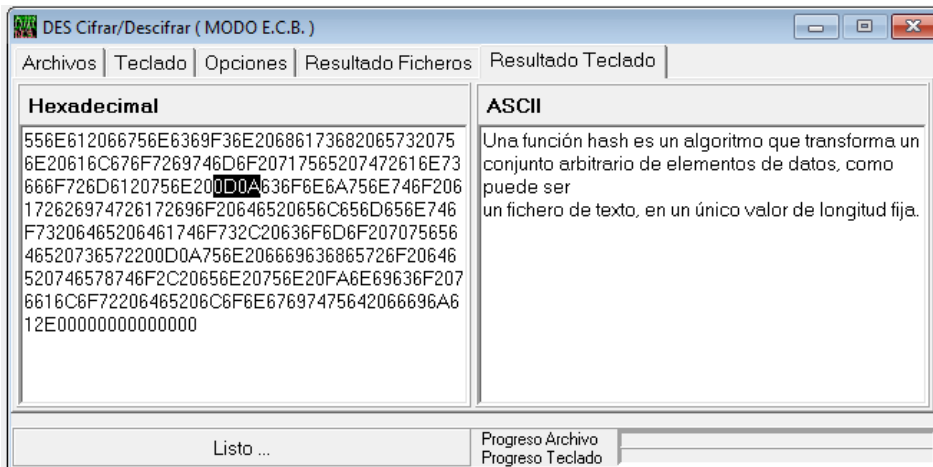 DES Cifrar/Descifrar ( MODO E.C.B. )
Archivos Teclado Opciones Resultado Ficheros Resultado Teclado
Hexadecimal
556E612066756E6369F36E20686173682065732075
6E20616C676F7269746D6F20717565207472616E73
666F726D6120756E200D0A636F6E6A756E746F206
172626974726172696F20646520656C656D656E746
F73206465206461746F732C20636F6D6F207075656
46520736572200D0A756E206669636865726F20646
520746578746F2C20656E20756E20FA6E69636F207
6616C6F72206465206C6F6E67697475642066696A6
12E00000000000000
ASCII
Una función hash es un algoritmo que transforma un
conjunto arbitrario de elementos de datos, como
puede ser
un fichero de texto, en un único valor de longitud fija.
Listo ...
Progreso Archivo
Progreso Teclado